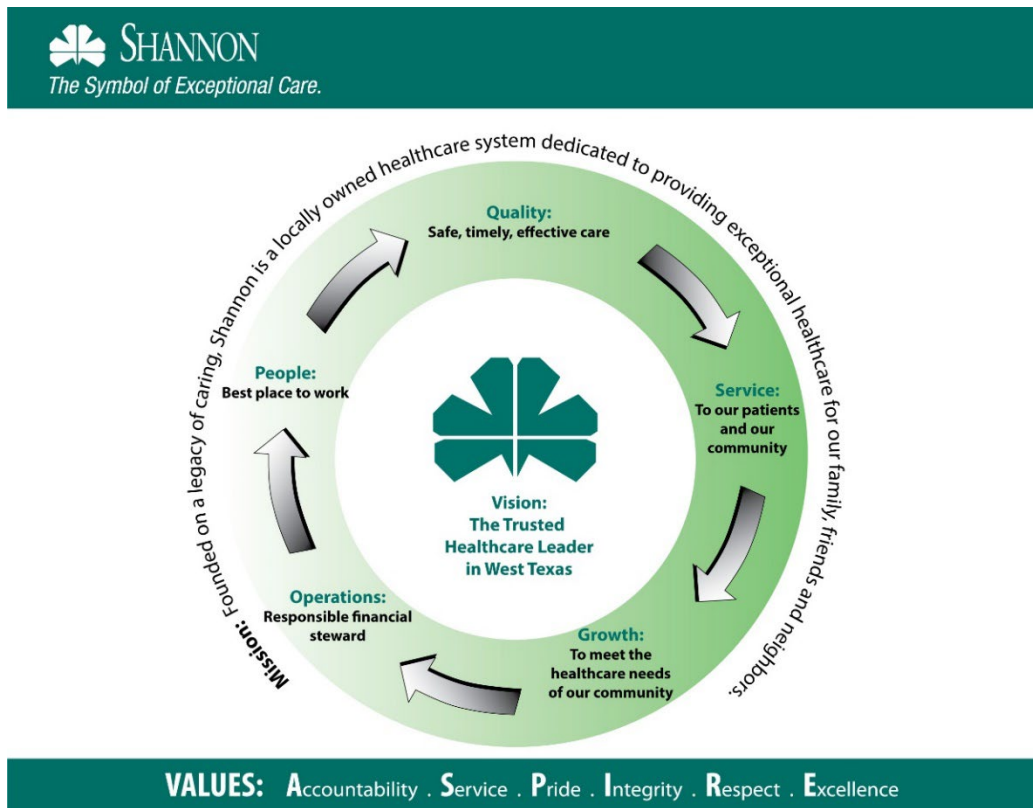 SHANNON
The Symbol of Exceptional Care.
Mission: Founded on a legacy of caring, Shannon is a locally owned healthcare system dedicated to providing exceptional healthcare for our family, friends and neighbors.
Quality:
Safe, timely, effective care
Service:
To our patients
and our
community
Growth:
To meet the
healthcare needs
of our community
Operations:
Responsible financial
steward
People:
Best place to work
Vision:
The Trusted
Healthcare Leader
in West Texas
VALUES: Accountability . Service . Pride . Integrity . Respect . Excellence